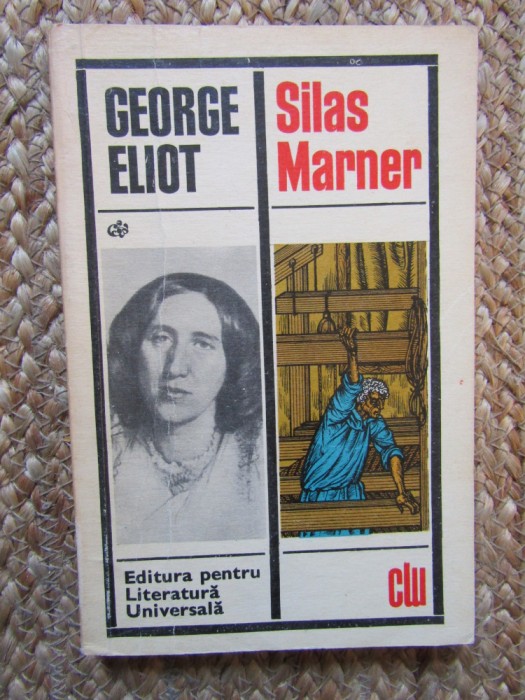 GEORGE
ELIOT
Silas
Marner
Editura pentru
Literatură
Universală
clu